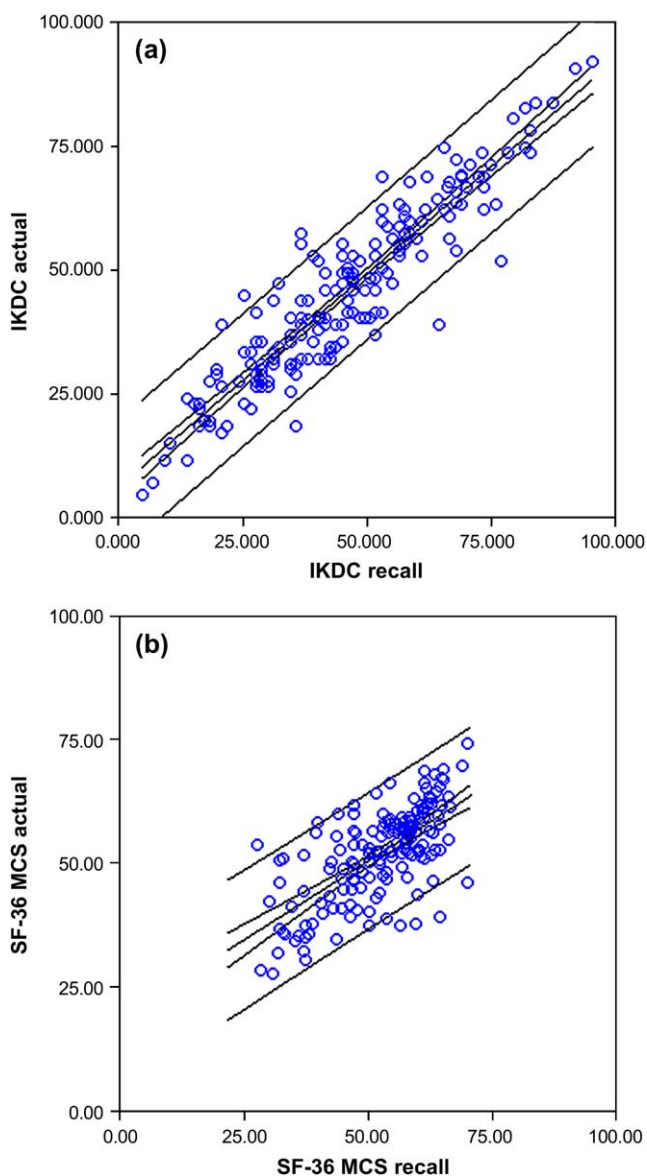 (a)
100.000
75.000
50.000
25.000
0.000
IKDC actual
0.000 25.000 50.000 75.000 100.000
IKDC recall
(b)
100.00
75.00
50.00
25.00
0.00
SF-36 MCS actual
0.00 25.00 50.00 75.00 100.00
SF-36 MCS recall